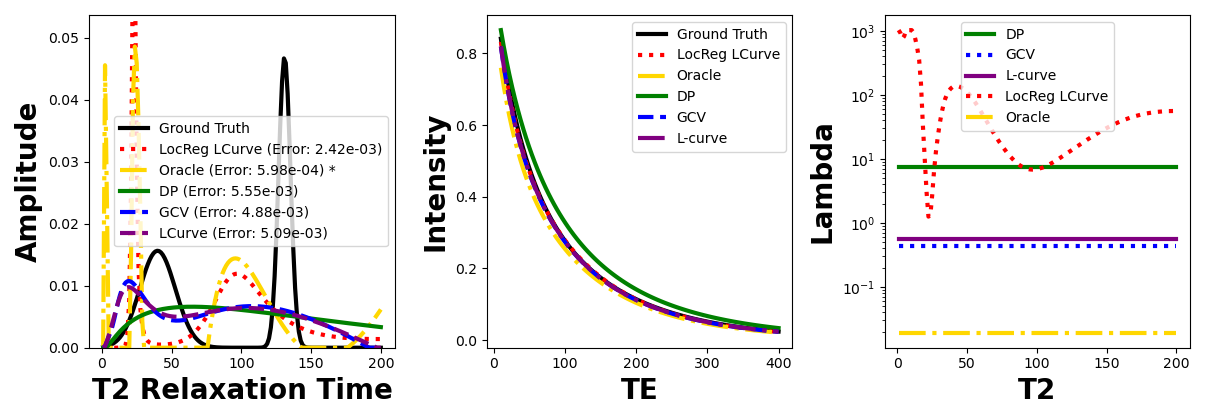 Amplitude
0.05
0.04
0.03
0.02
0.01
0.00
0
50
100
150
200
T2 Relaxation Time
Ground Truth
LocReg LCurve (Error: 2.42e-03)
Oracle (Error: 5.98e-04) *
DP (Error: 5.55e-03)
GCV (Error: 4.88e-03)
LCurve (Error: 5.09e-03)
Intensity
0.8
0.6
0.4
0.2
0.0
0
100
200
300
400
TE
Ground Truth
LocReg LCurve
Oracle
DP
GCV
L-curve
Lambda
10³
10²
10¹
10⁰
10⁻¹
0
50
100
150
200
T2
DP
GCV
L-curve
LocReg LCurve
Oracle